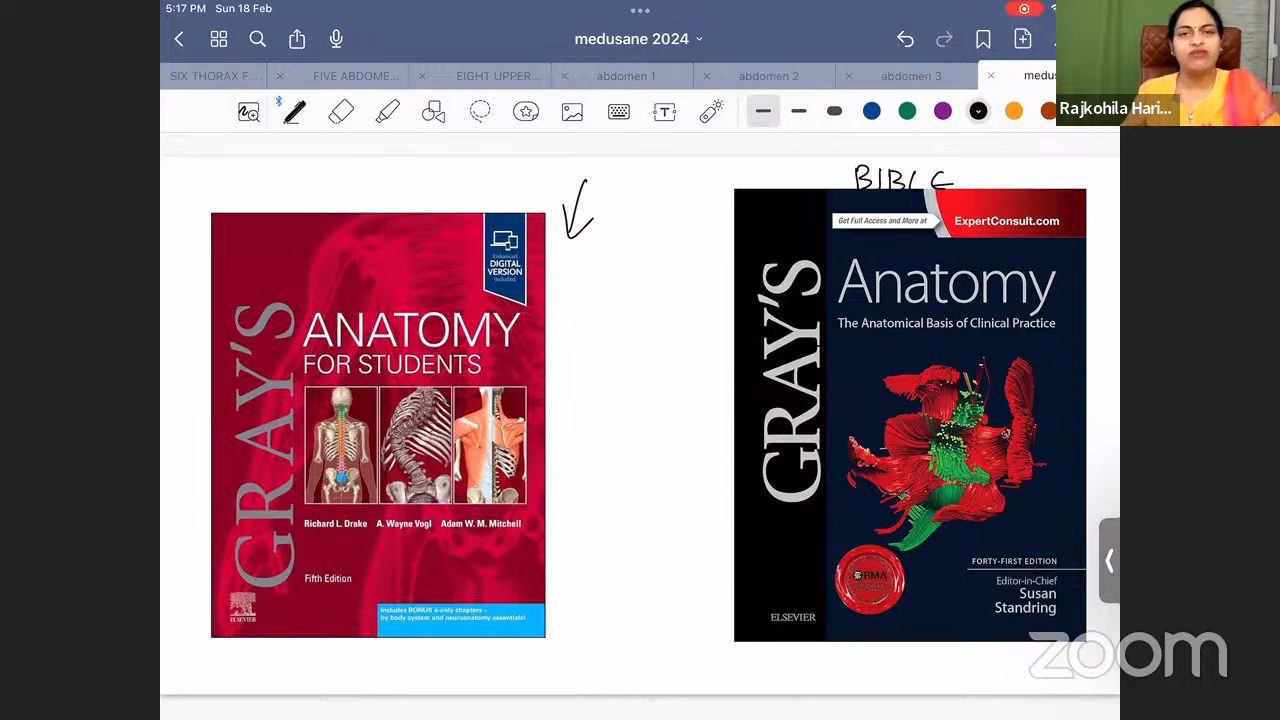 5:17 PM Sun 18 Feb
medusane 2024
SIX THORAX F...
FIVE ABDOME...
EIGHT UPPER...
abdomen 1
abdomen 2
abdomen 3
medus
Rajkohila Hari...
BIBLE
Enhanced
DIGITAL
VERSION
Included
GRAY'S
ANATOMY
FOR STUDENTS
Richard L. Drake A. Wayne Vogl Adam W. M. Mitchell
Fifth Edition
ELSEVIER
Includes BONUS e-only chapters –
by body system and neuroanatomy essentials!
Get Full Access and More at
ExpertConsult.com
GRAY'S
Anatomy
The Anatomical Basis of Clinical Practice
BMA
FORTY-FIRST EDITION
Editor-in-Chief
Susan
Standring
ELSEVIER
zoom